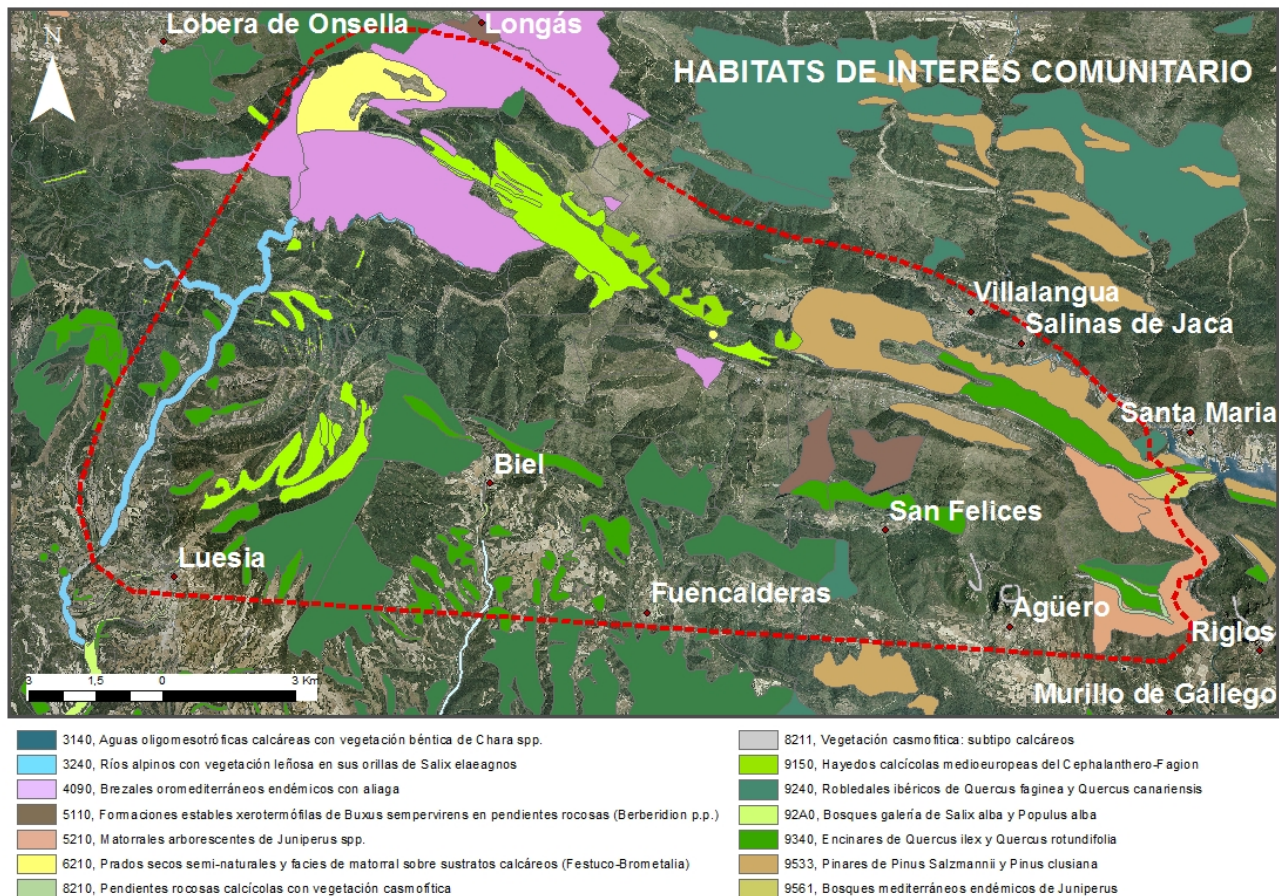 Lobera de Onsella
Longás
N
HABITATS DE INTERÉS COMUNITARIO
Villalangua
Salinas de Jaca
Santa Maria
Biel
San Felices
Luesia
Fuencalderas
Agüero
Riglos
3 1,5 0 3 Km
Murillo de Gállego
3140, Aguas oligomesotróficas calcáreas con vegetación béntica de Chara spp.
3240, Ríos alpinos con vegetación leñosa en sus orillas de Salix elaeagnos
4090, Brezales oromediterráneos endémicos con aliaga
5110, Formaciones estables xerotermófilas de Buxus sempervirens en pendientes rocosas (Berberidion p.p.)
5210, Matorrales arborescentes de Juniperus spp.
6210, Prados secos semi-naturales y facies de matorral sobre sustratos calcáreos (Festuco-Brometalia)
8210, Pendientes rocosas calcícolas con vegetación casmofítica
8211, Vegetación casmofítica: subtipo calcáreos
9150, Hayedos calcícolas medioeuropeas del Cephalanthero-Fagion
9240, Robledales ibéricos de Quercus faginea y Quercus canariensis
92A0, Bosques galería de Salix alba y Populus alba
9340, Encinares de Quercus ilex y Quercus rotundifolia
9533, Pinares de Pinus Salzmannii y Pinus clusiana
9561, Bosques mediterráneos endémicos de Juniperus